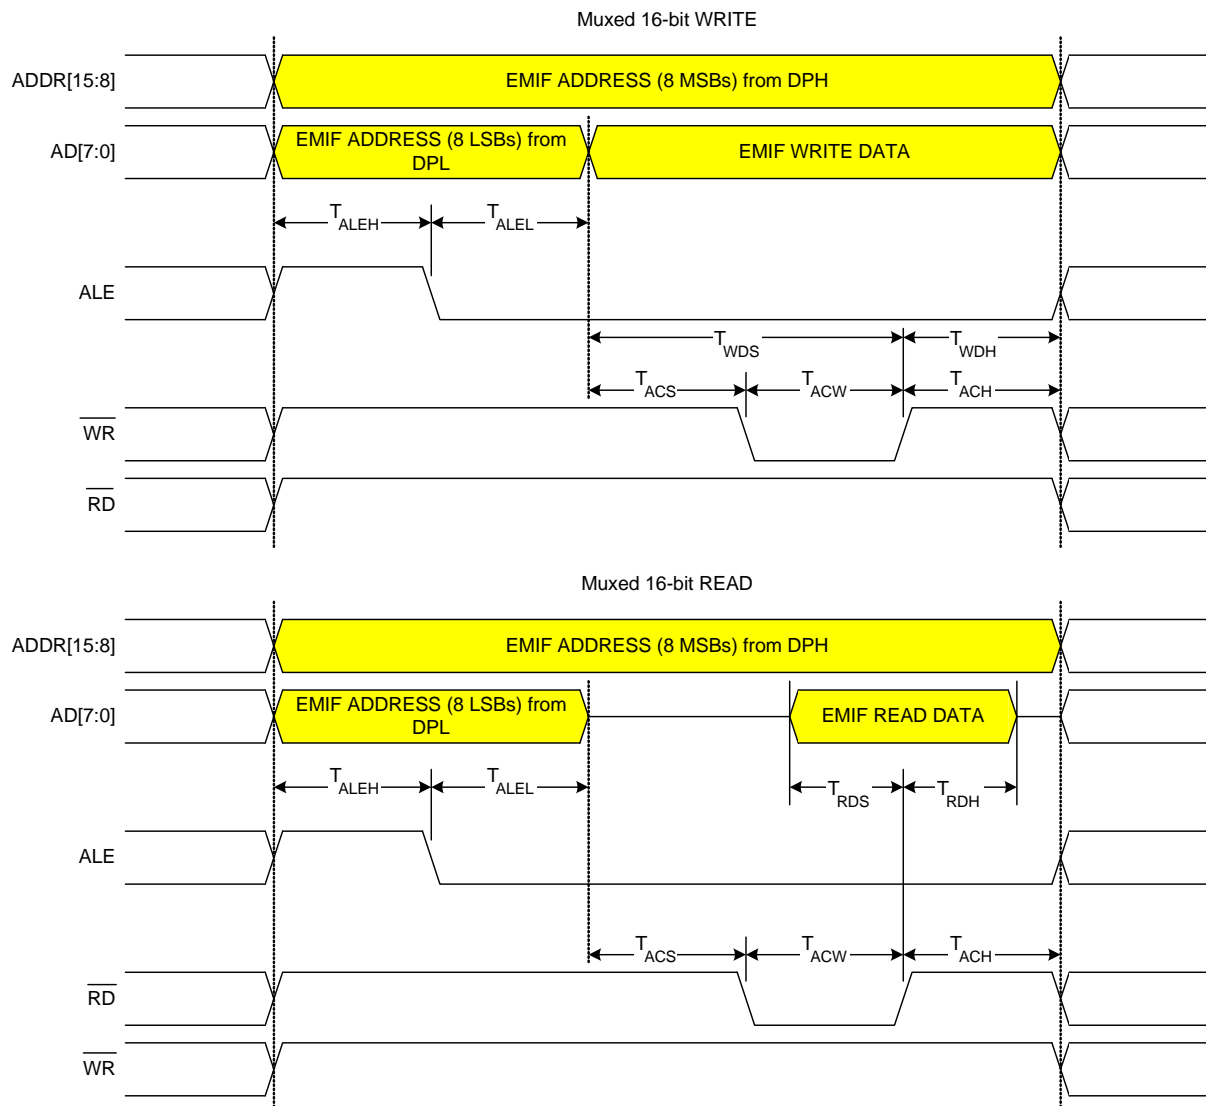 Muxed 16-bit WRITE
ADDR[15:8]
EMIF ADDRESS (8 MSBs) from DPH
AD[7:0]
EMIF ADDRESS (8 LSBs) from
DPL
EMIF WRITE DATA
TALEH
TALEL
ALE
TWDS
TWDH
TACS
TACW
TACH
WR
RD
Muxed 16-bit READ
ADDR[15:8]
EMIF ADDRESS (8 MSBs) from DPH
AD[7:0]
EMIF ADDRESS (8 LSBs) from
DPL
EMIF READ DATA
TALEH
TALEL
TRDS
TRDH
ALE
TACS
TACW
TACH
RD
WR